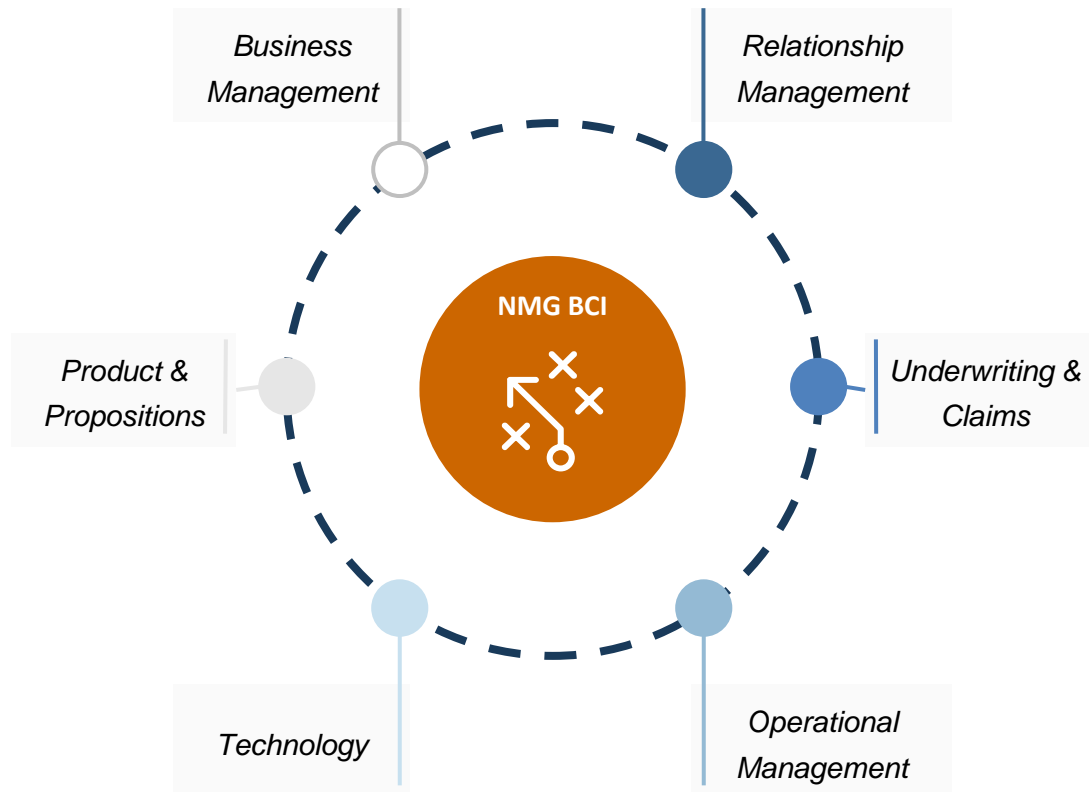 Business
Management
Relationship
Management
NMG BCI
Product &
Propositions
Underwriting &
Claims
Technology
Operational
Management